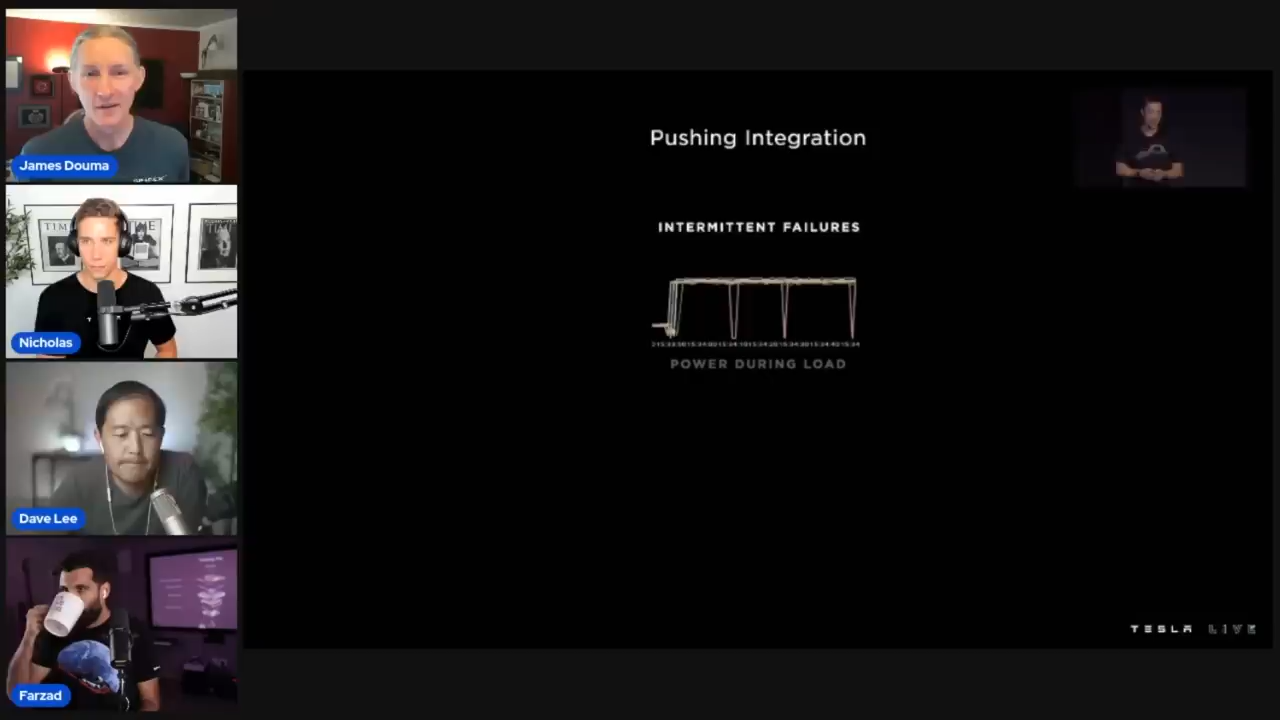 James Douma
Nicholas
Dave Lee
Farzad
Pushing Integration
INTERMITTENT FAILURES
POWER DURING LOAD
TESLA LIVE